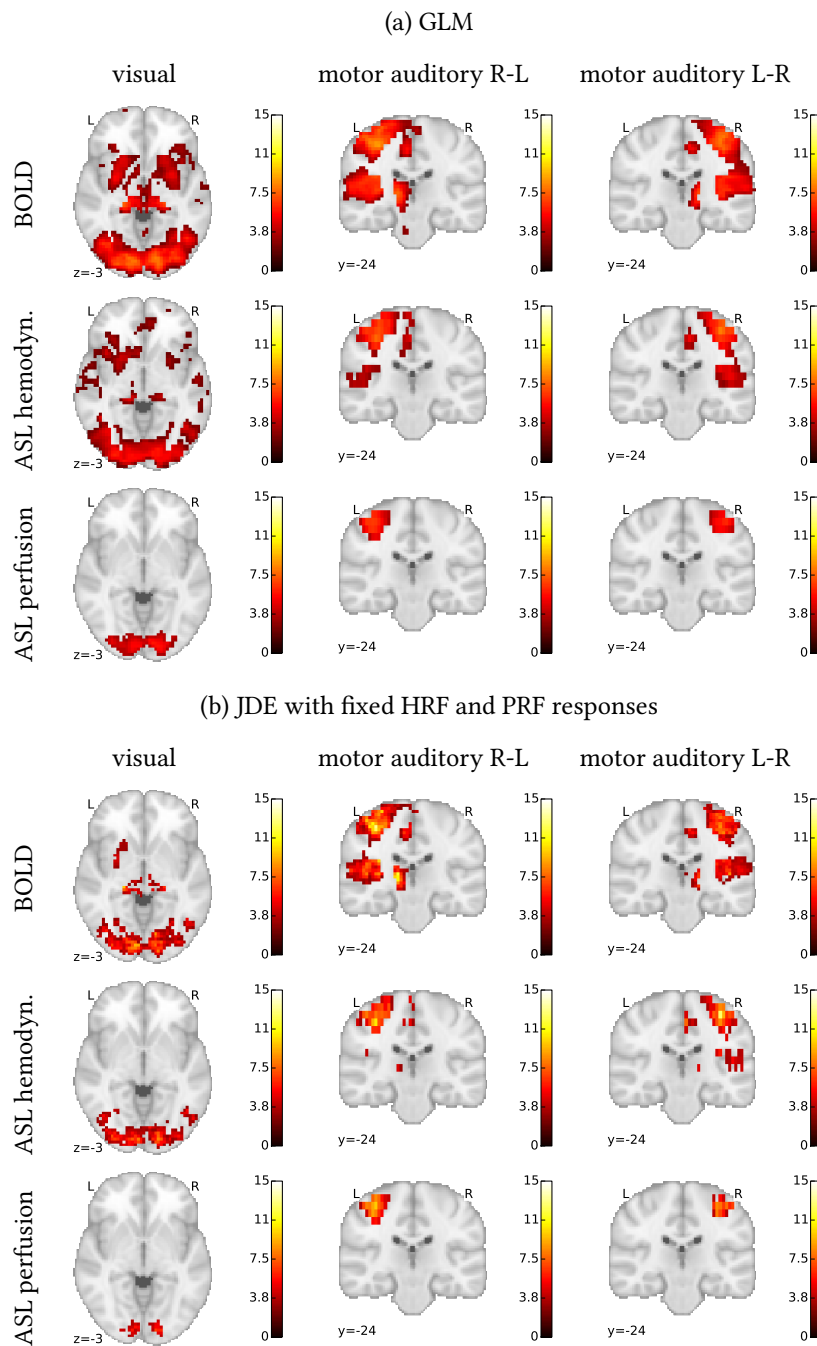 (a) GLM
visual motor auditory R-L motor auditory L-R
BOLD
L R
15
11
7.5
3.8
0
z=-3
L R
15
11
7.5
3.8
0
y=-24
L R
15
11
7.5
3.8
0
y=-24
ASL hemodyn.
L R
15
11
7.5
3.8
0
z=-3
L R
15
11
7.5
3.8
0
y=-24
L R
15
11
7.5
3.8
0
y=-24
ASL perfusion
L R
15
11
7.5
3.8
0
z=-3
L R
15
11
7.5
3.8
0
y=-24
L R
15
11
7.5
3.8
0
y=-24
(b) JDE with fixed HRF and PRF responses
visual motor auditory R-L motor auditory L-R
BOLD
L R
15
11
7.5
3.8
0
z=-3
L R
15
11
7.5
3.8
0
y=-24
L R
15
11
7.5
3.8
0
y=-24
ASL hemodyn.
L R
15
11
7.5
3.8
0
z=-3
L R
15
11
7.5
3.8
0
y=-24
L R
15
11
7.5
3.8
0
y=-24
ASL perfusion
L R
15
11
7.5
3.8
0
z=-3
L R
15
11
7.5
3.8
0
y=-24
L R
15
11
7.5
3.8
0
y=-24